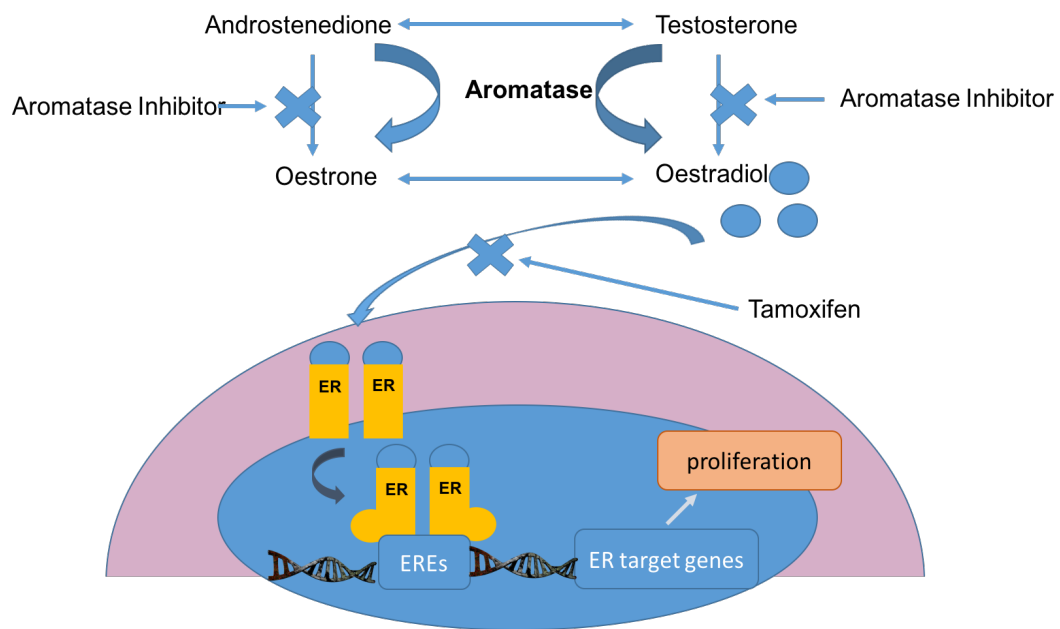 Androstenedione
Testosterone
Aromatase
Aromatase Inhibitor
Aromatase Inhibitor
Oestrone
Oestradiol
Tamoxifen
ER
ER
proliferation
ER
ER
EREs
ER target genes